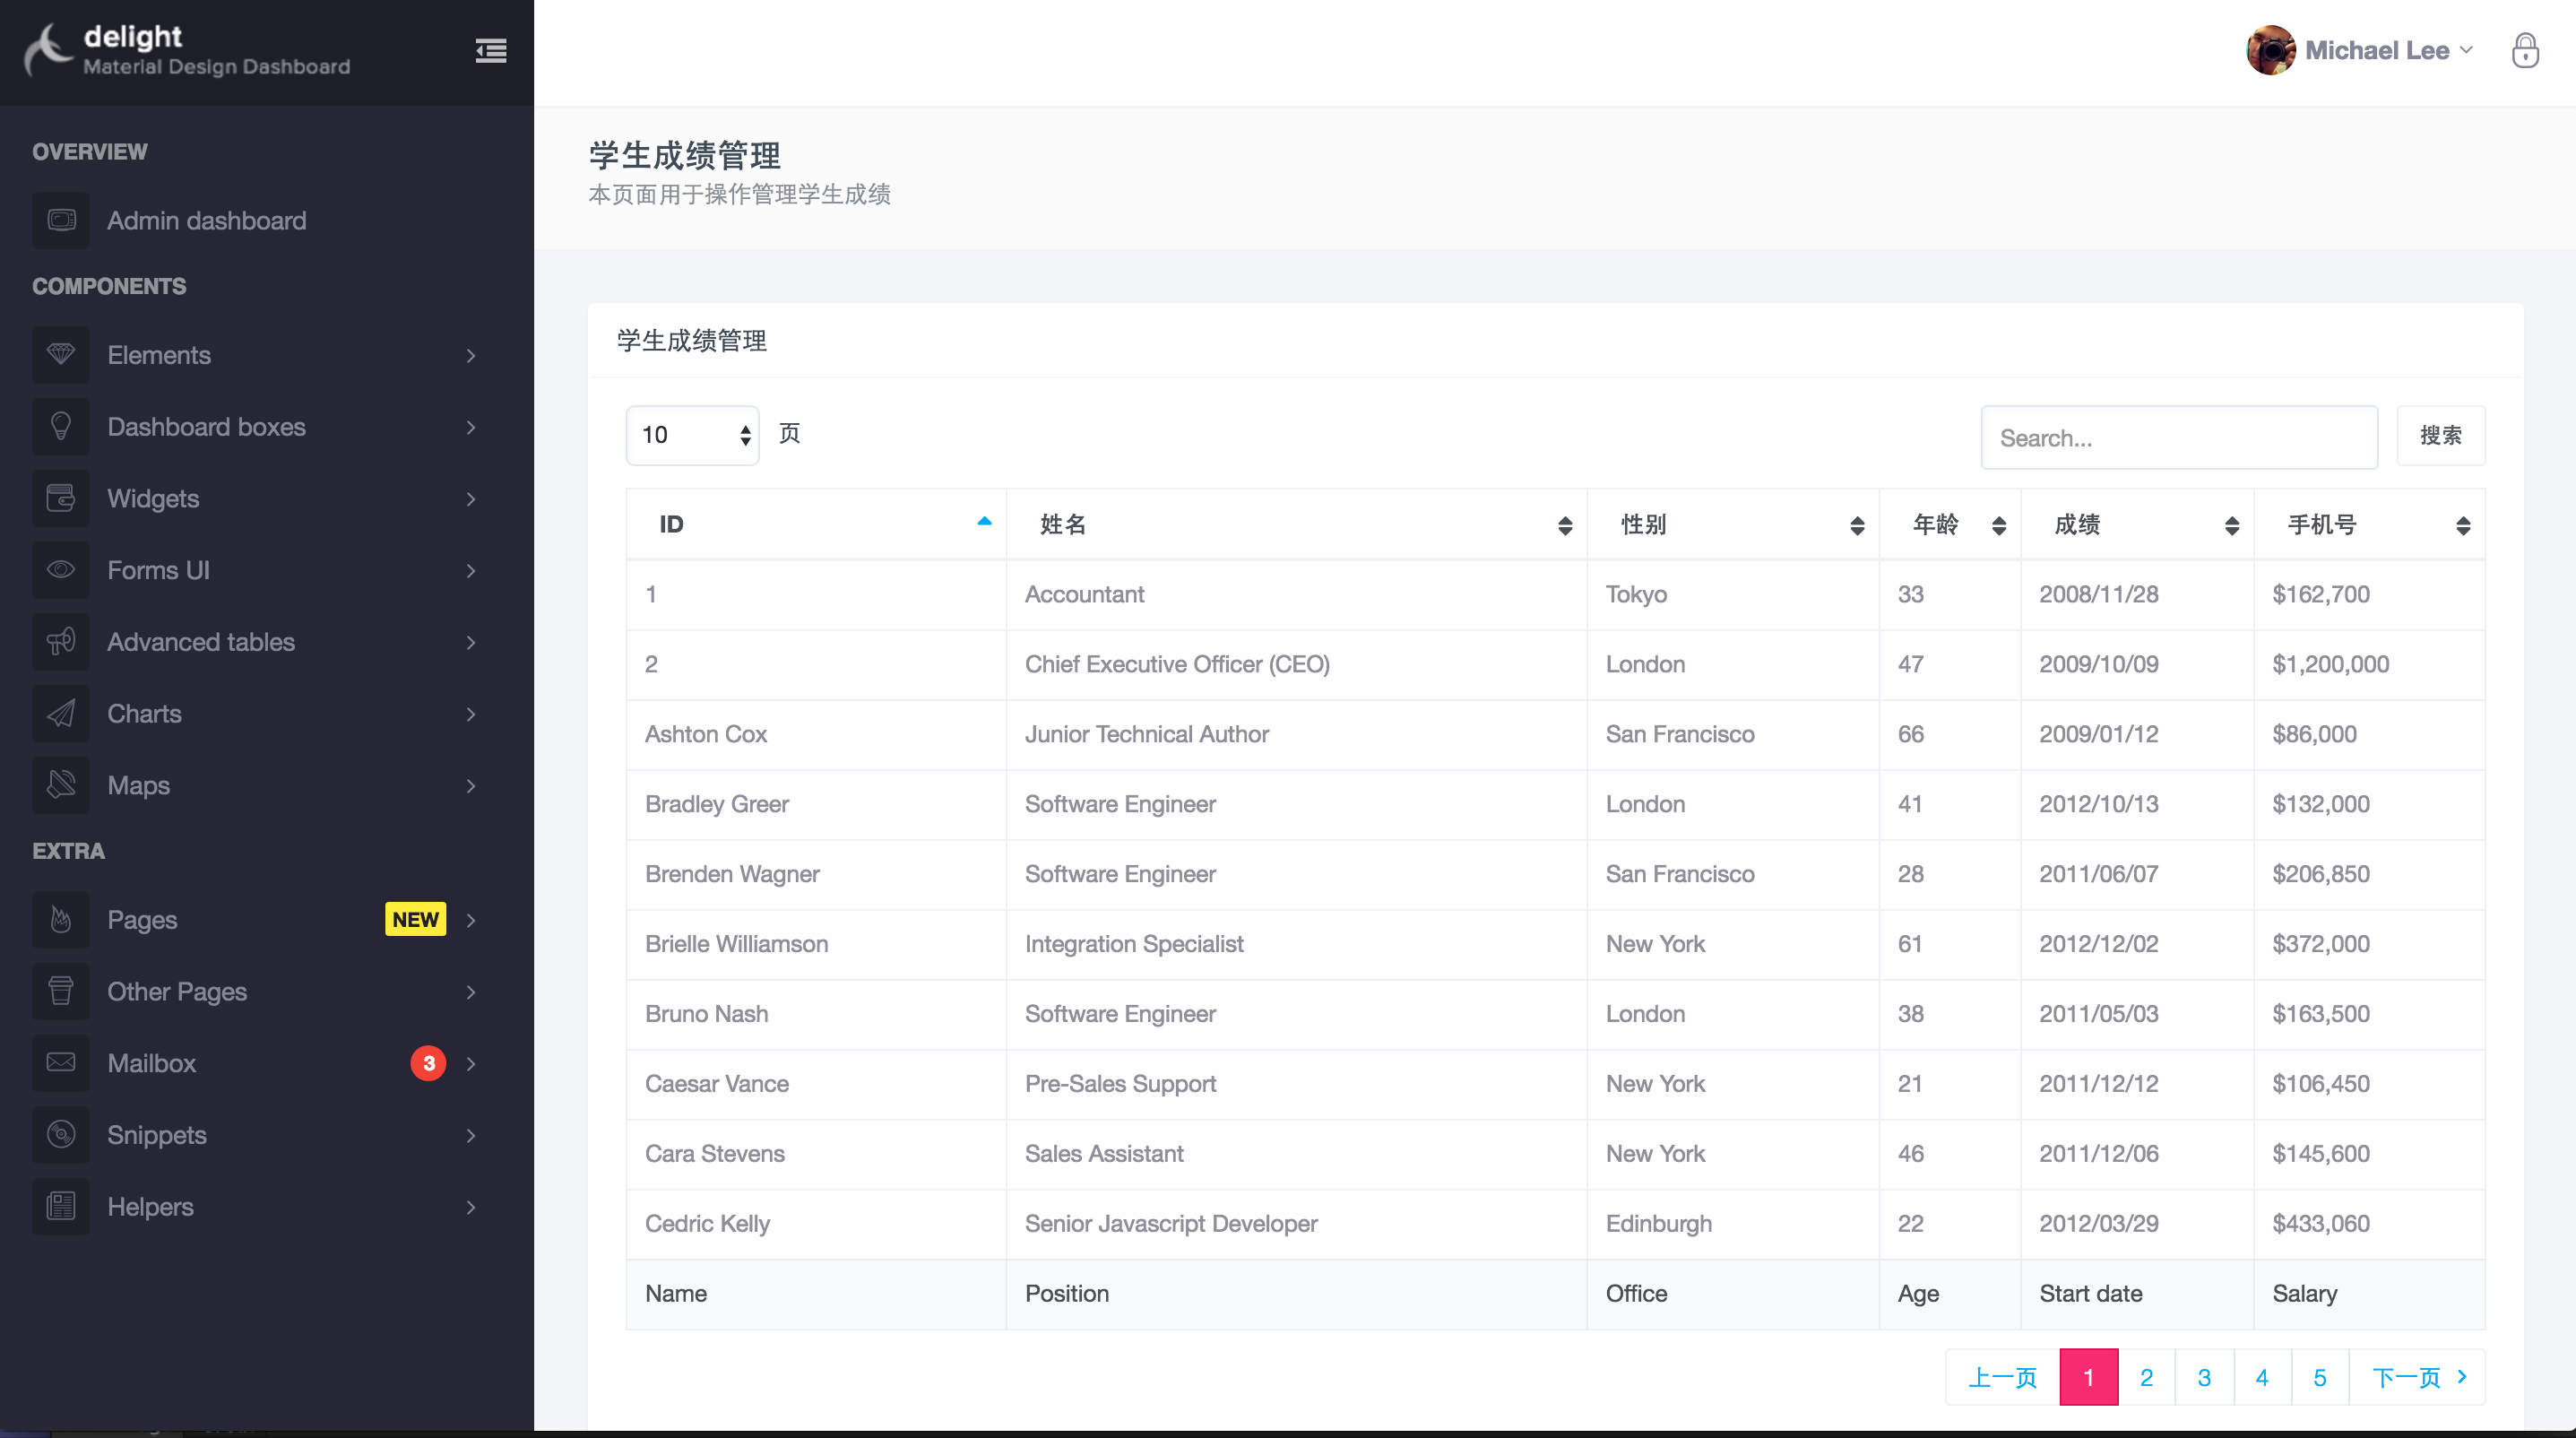 delight
Material Design Dashboard
Michael Lee
OVERVIEW
Admin dashboard
COMPONENTS
Elements
Dashboard boxes
Widgets
Forms UI
Advanced tables
Charts
Maps
EXTRA
Pages NEW
Other Pages
Mailbox 3
Snippets
Helpers
学生成绩管理
本页面用于操作管理学生成绩
学生成绩管理
10 页 Search... 搜索
ID 姓名 性别 年龄 成绩 手机号
1 Accountant Tokyo 33 2008/11/28 $162,700
2 Chief Executive Officer (CEO) London 47 2009/10/09 $1,200,000
Ashton Cox Junior Technical Author San Francisco 66 2009/01/12 $86,000
Bradley Greer Software Engineer London 41 2012/10/13 $132,000
Brenden Wagner Software Engineer San Francisco 28 2011/06/07 $206,850
Brielle Williamson Integration Specialist New York 61 2012/12/02 $372,000
Bruno Nash Software Engineer London 38 2011/05/03 $163,500
Caesar Vance Pre-Sales Support New York 21 2011/12/12 $106,450
Cara Stevens Sales Assistant New York 46 2011/12/06 $145,600
Cedric Kelly Senior Javascript Developer Edinburgh 22 2012/03/29 $433,060
Name Position Office Age Start date Salary
上一页 1 2 3 4 5 下一页